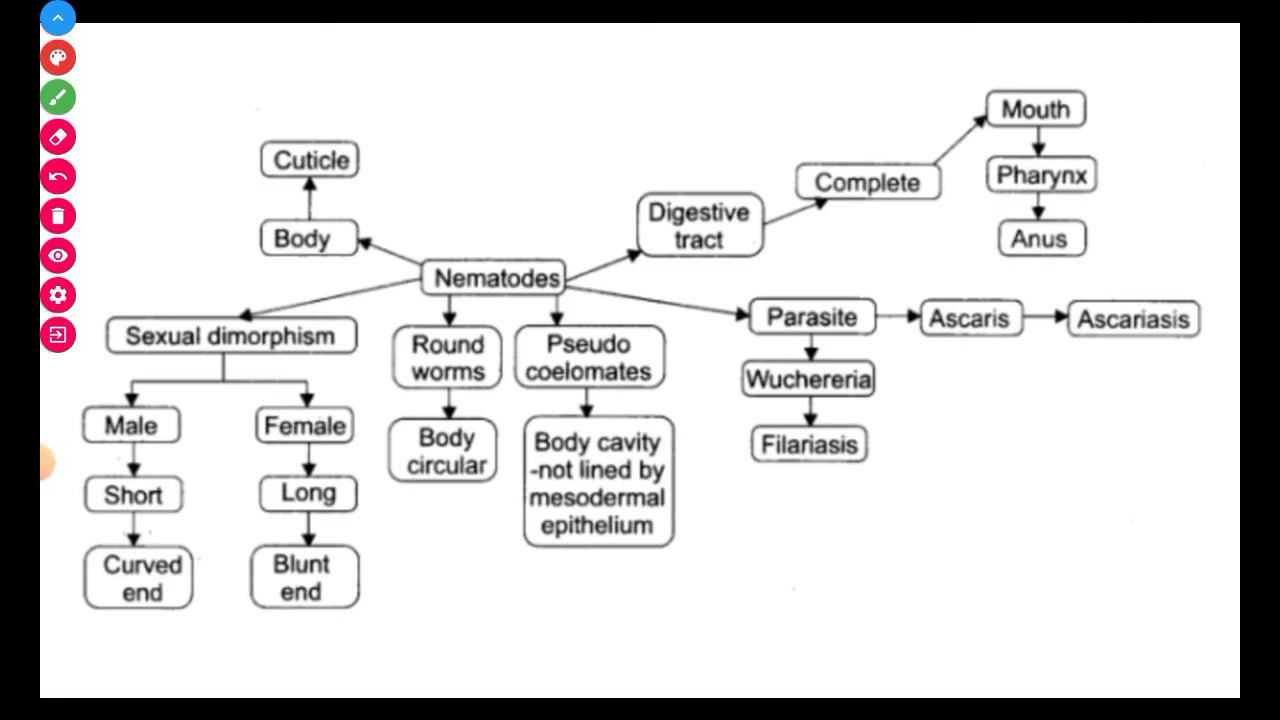 Mouth
Cuticle
Complete
Pharynx
Digestive
tract
Body
Anus
Nematodes
Sexual dimorphism
Round
worms
Pseudo
coelomates
Parasite
Ascaris
Ascariasis
Wuchereria
Male
Female
Body
circular
Body cavity
-not lined by
mesodermal
epithelium
Filariasis
Short
Long
Curved
end
Blunt
end